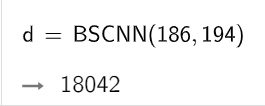 d = BSCNN(186,194)
→ 18042